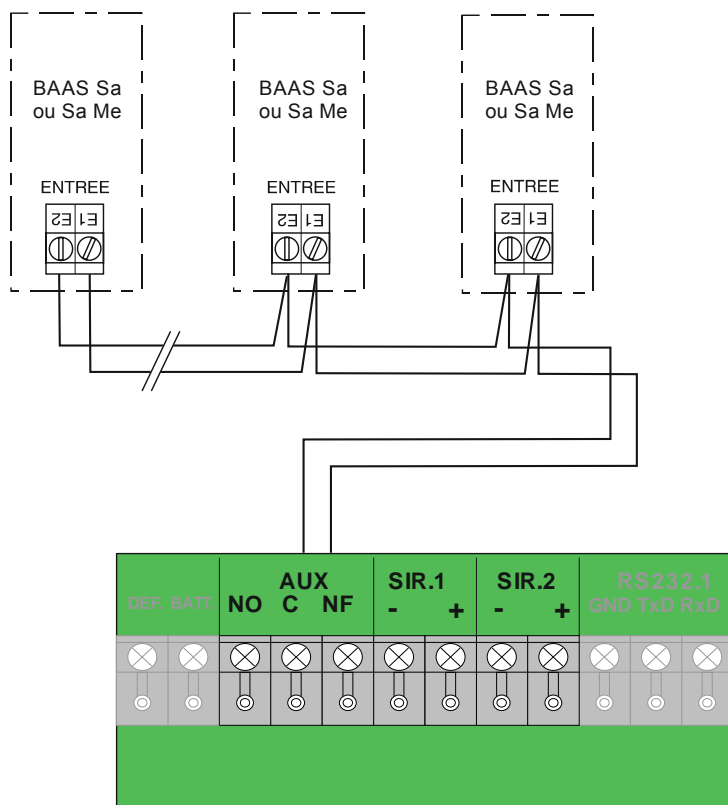 BAAS Sa
ou Sa Me
ENTREE
E2 E1
BAAS Sa
ou Sa Me
ENTREE
E2 E1
BAAS Sa
ou Sa Me
ENTREE
E2 E1
DEF. BATT.
AUX
NO C NF
SIR.1
- +
SIR.2
- +
RS232.1
GND TxD RxD